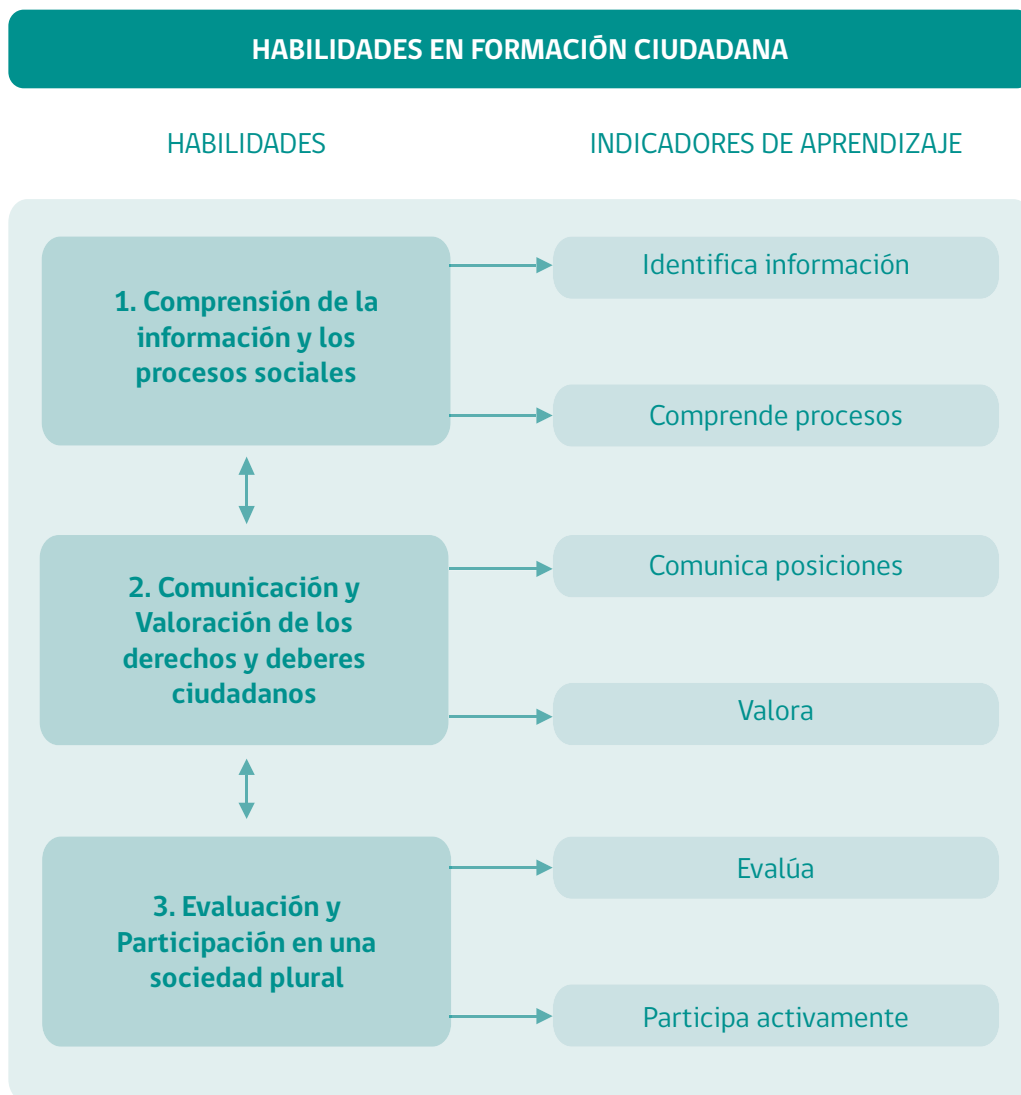 HABILIDADES EN FORMACIÓN CIUDADANA
HABILIDADES
INDICADORES DE APRENDIZAJE
1. Comprensión de la
información y los
procesos sociales
Identifica información
Comprende procesos
2. Comunicación y
Valoración de los
derechos y deberes
ciudadanos
Comunica posiciones
Valora
3. Evaluación y
Participación en una
sociedad plural
Evalúa
Participa activamente